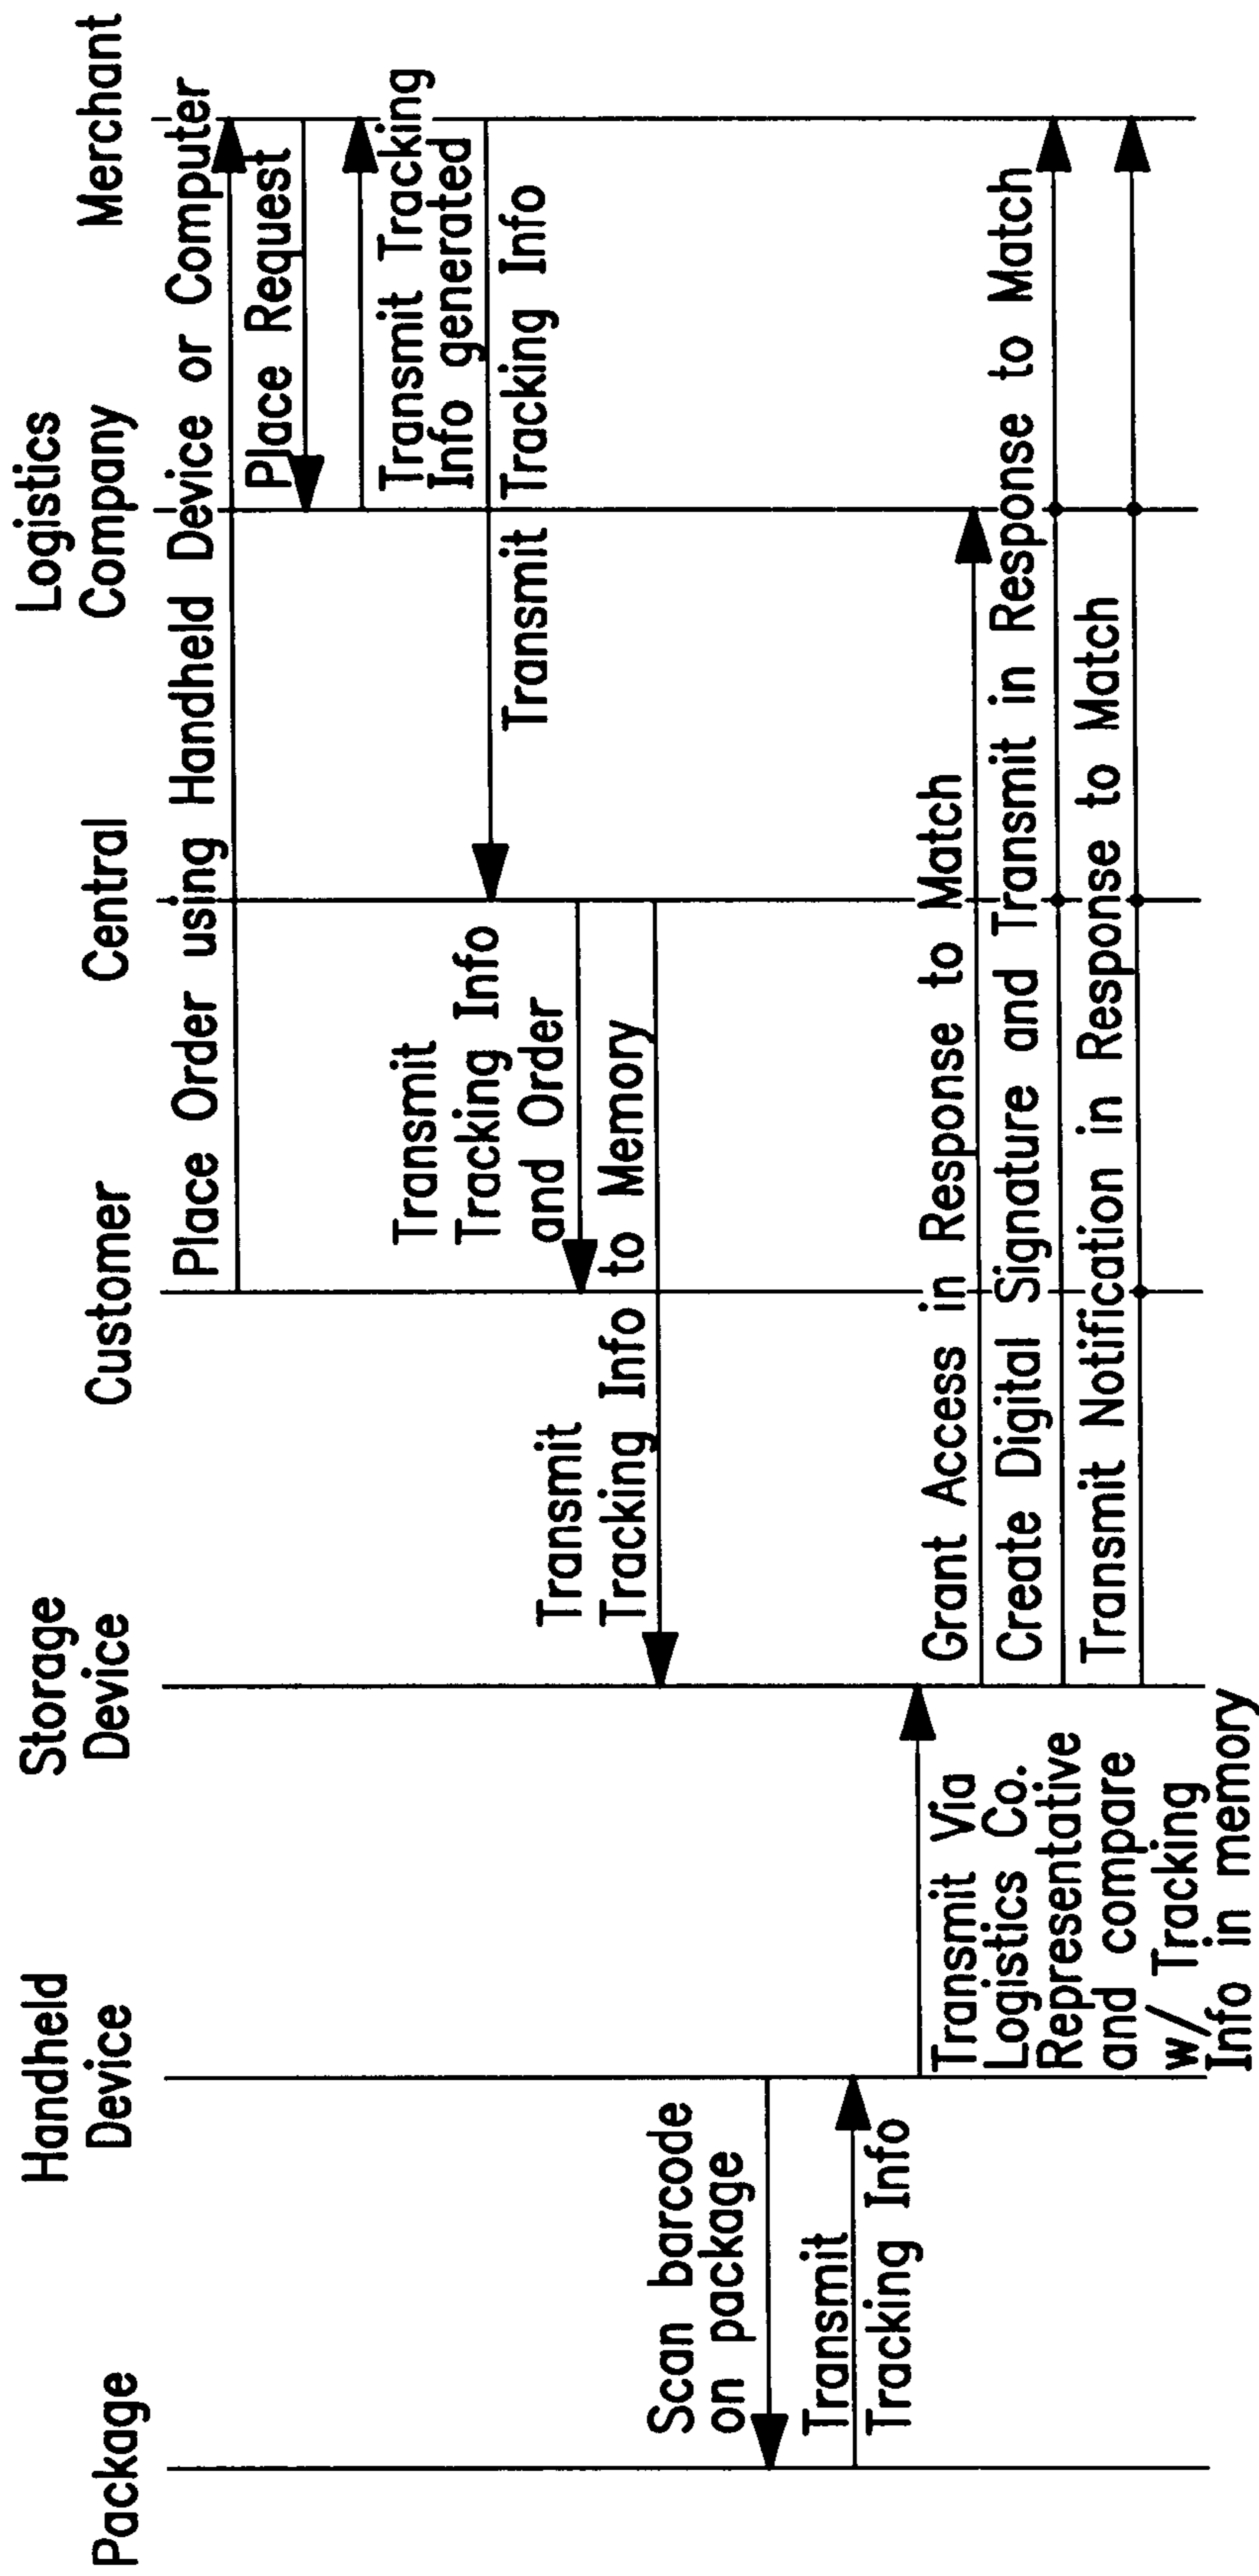 Package
Handheld
Device
Storage
Device
Customer
Central
Logistics
Company
Merchant
Place Order using Handheld Device or Computer
Place Request
Transmit Tracking
Info generated
Transmit Tracking Info
Transmit
Tracking Info
and Order
Transmit
Tracking Info to Memory
Scan barcode
on package
Transmit
Tracking Info
Transmit Via
Logistics Co.
Representative
and compare
w/ Tracking
Info in memory
Grant Access in Response to Match
Create Digital Signature and Transmit in Response to Match
Transmit Notification in Response to Match